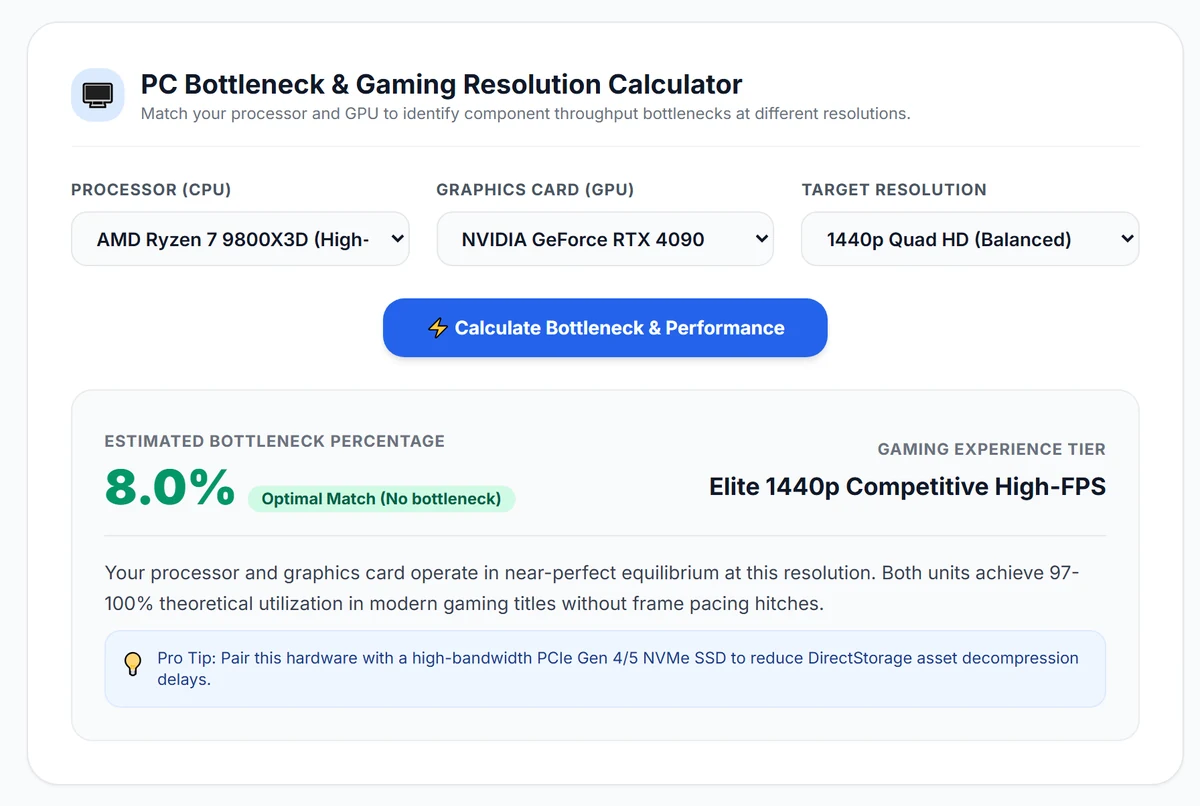 PC Bottleneck & Gaming Resolution Calculator
Match your processor and GPU to identify component throughput bottlenecks at different resolutions.
PROCESSOR (CPU)
AMD Ryzen 7 9800X3D (High-
GRAPHICS CARD (GPU)
NVIDIA GeForce RTX 4090
TARGET RESOLUTION
1440p Quad HD (Balanced)
⚡ Calculate Bottleneck & Performance
ESTIMATED BOTTLENECK PERCENTAGE
8.0% Optimal Match (No bottleneck)
GAMING EXPERIENCE TIER
Elite 1440p Competitive High-FPS
Your processor and graphics card operate in near-perfect equilibrium at this resolution. Both units achieve 97-
100% theoretical utilization in modern gaming titles without frame pacing hitches.
Pro Tip: Pair this hardware with a high-bandwidth PCIe Gen 4/5 NVMe SSD to reduce DirectStorage asset decompression
delays.